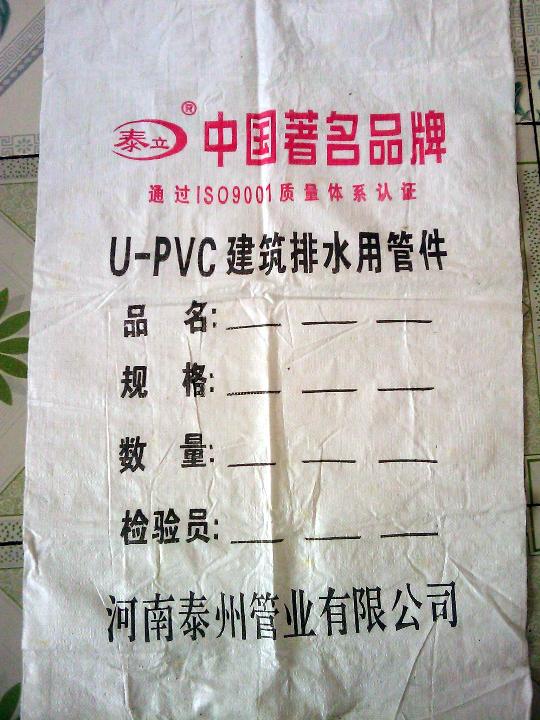 泰立® 中国著名品牌
通过ISO9001质量体系认证
U-PVC建筑排水用管件
品 名:
规 格:
数 量:
检验员:
河南泰州管业有限公司